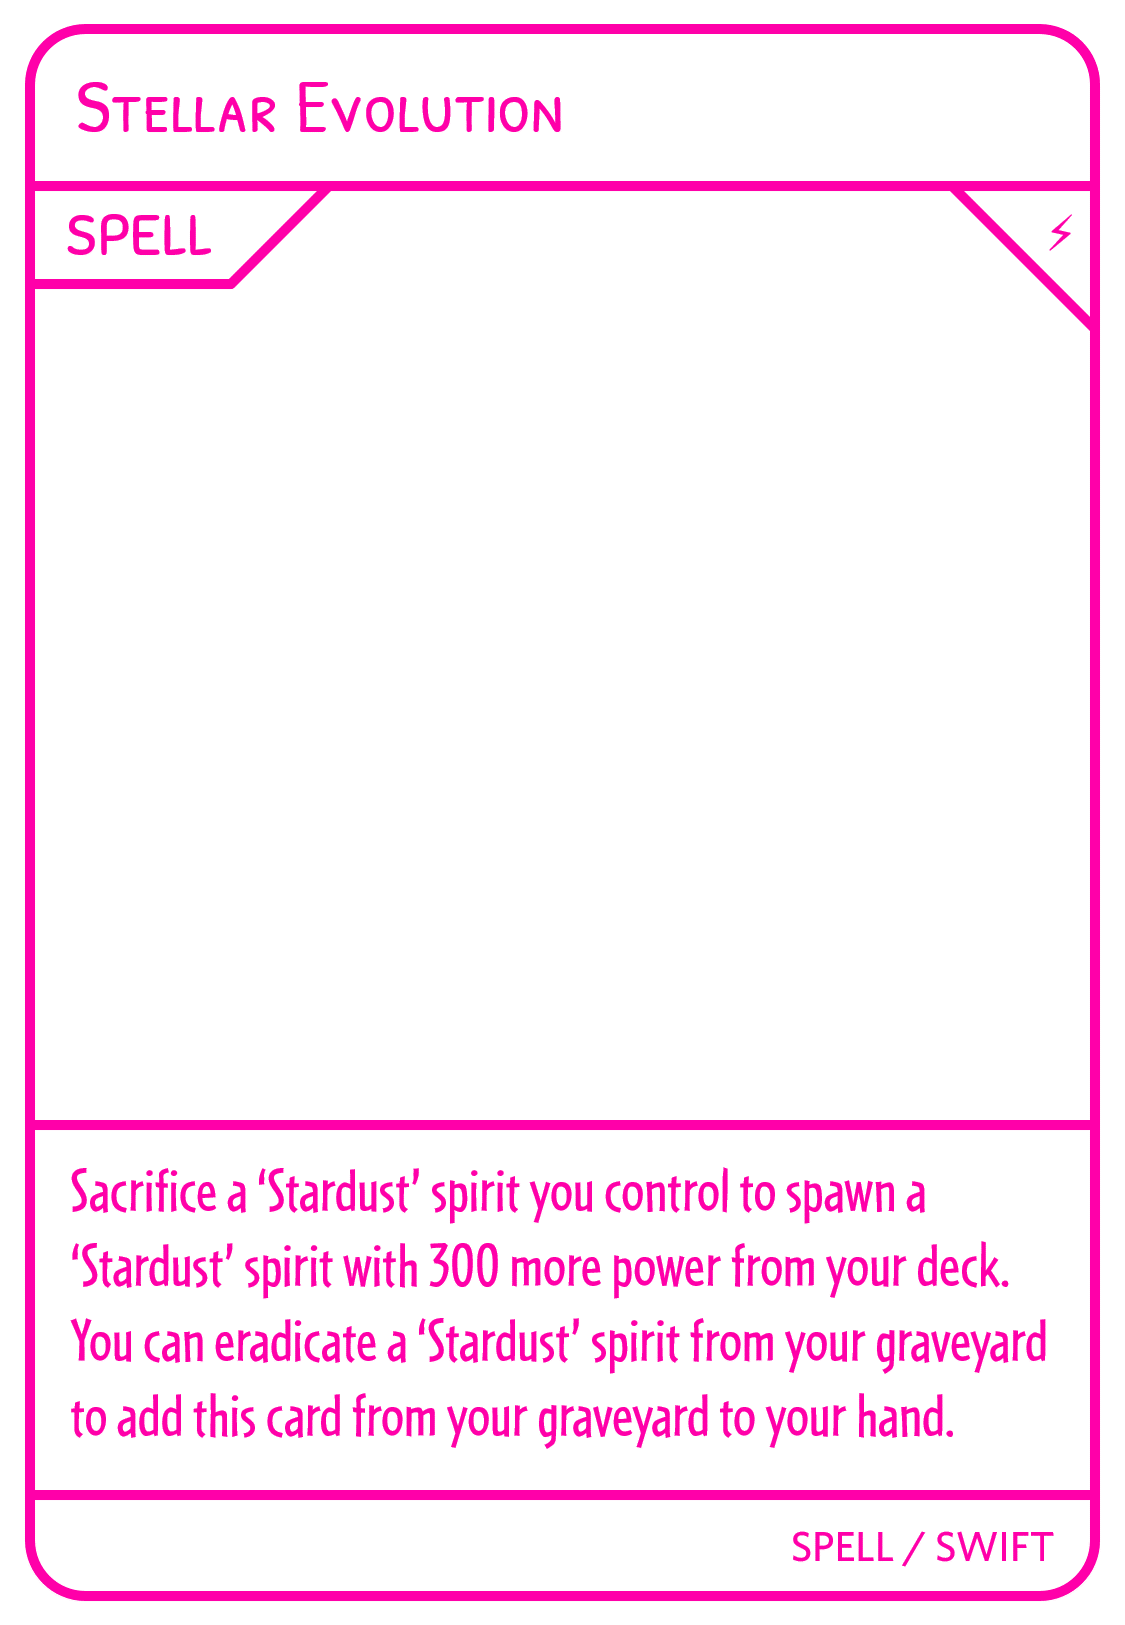 Stellar Evolution
SPELL
⚡
Sacrifice a ‘Stardust’ spirit you control to spawn a
‘Stardust’ spirit with 300 more power from your deck.
You can eradicate a ‘Stardust’ spirit from your graveyard
to add this card from your graveyard to your hand.
SPELL / SWIFT